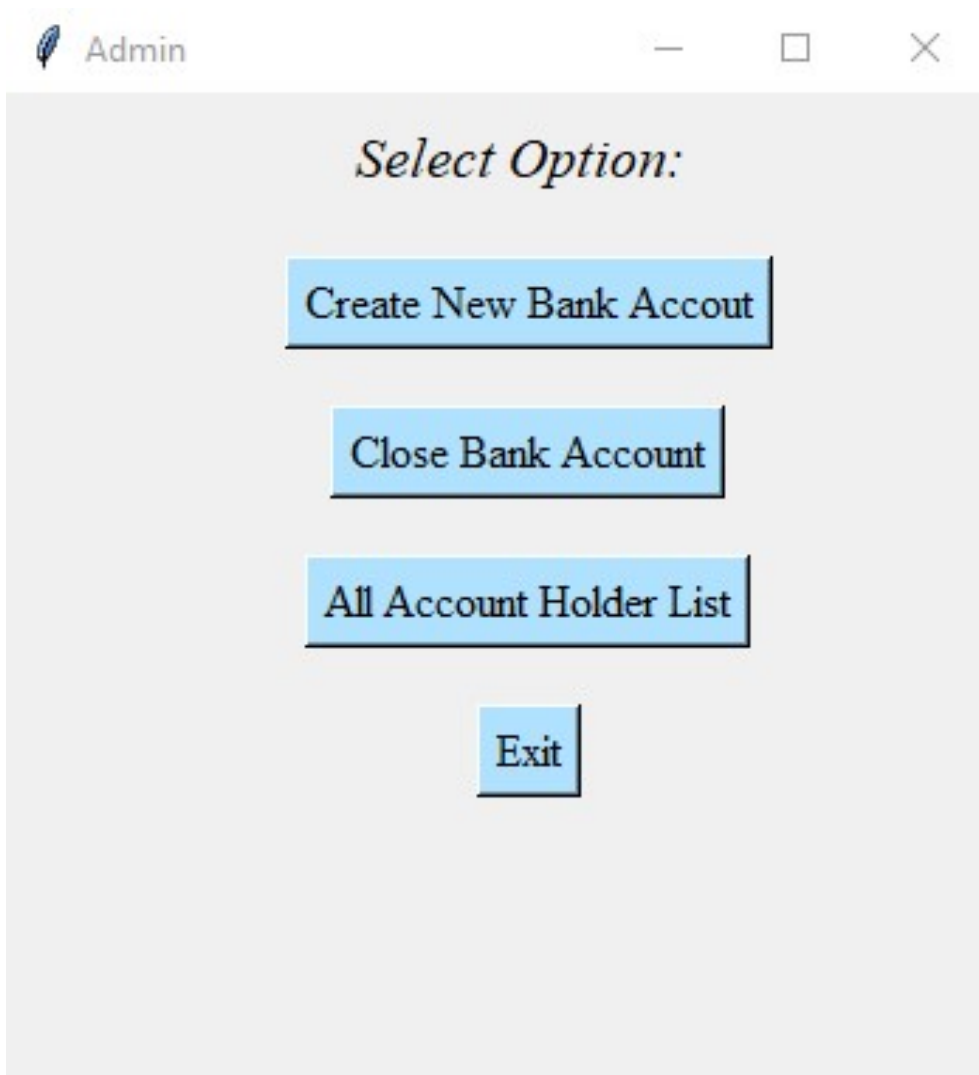 Admin
Select Option:
Create New Bank Accout
Close Bank Account
All Account Holder List
Exit